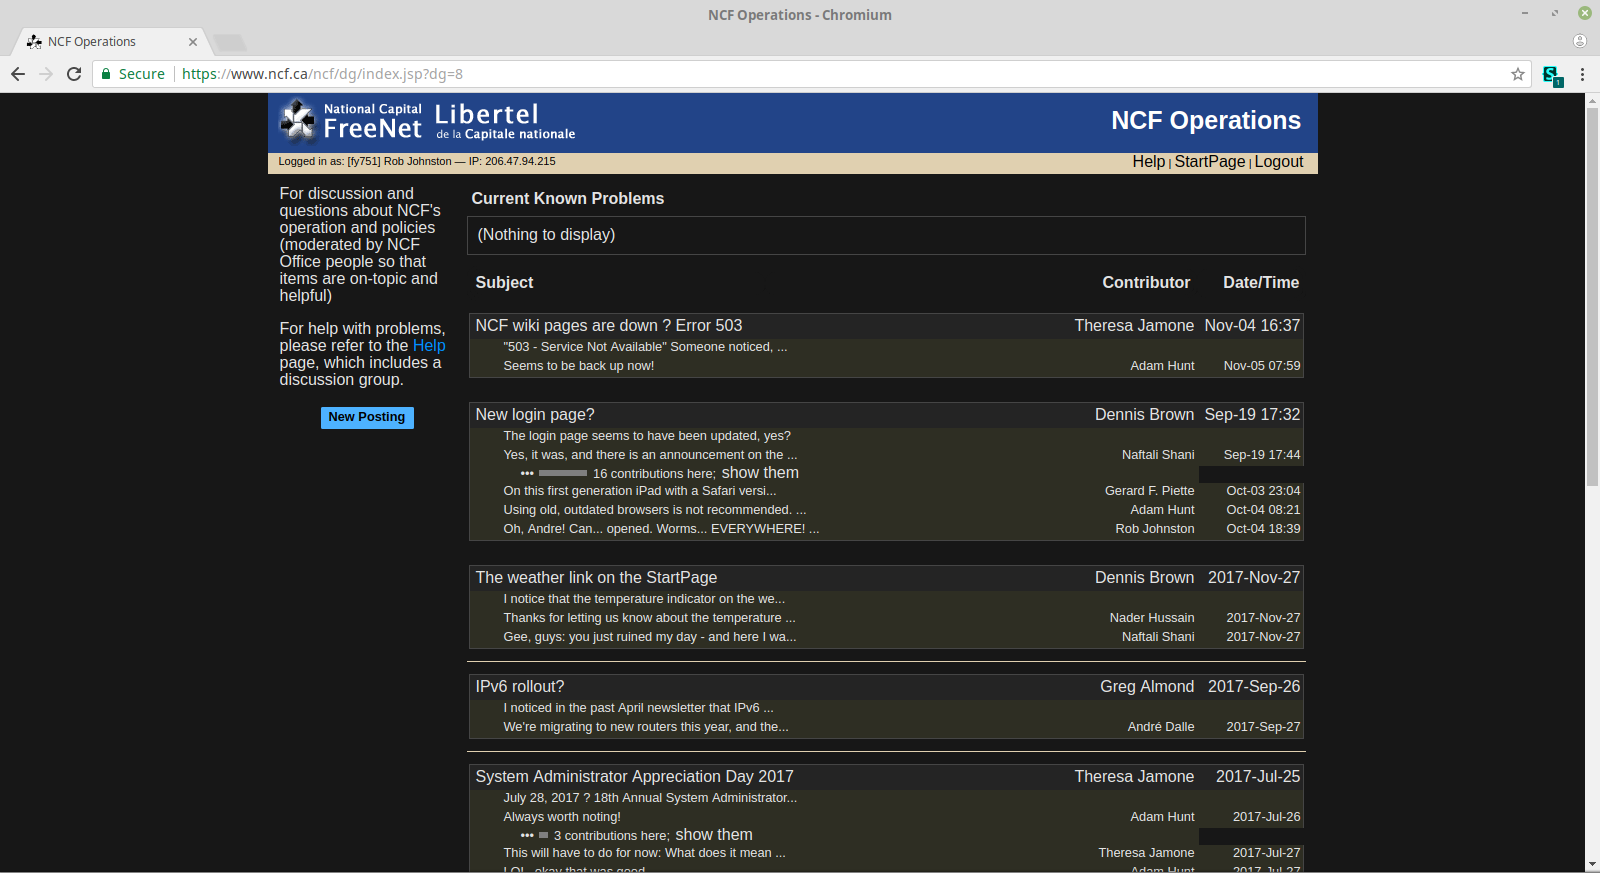 NCF Operations - Chromium
NCF Operations
Secure https://www.ncf.ca/ncf/dg/index.jsp?dg=8
S 1
National Capital FreeNet
Libertel de la Capitale nationale
NCF Operations
Logged in as: [fy751] Rob Johnston — IP: 206.47.94.215
Help | StartPage | Logout
For discussion and
questions about NCF's
operation and policies
(moderated by NCF
Office people so that
items are on-topic and
helpful)
For help with problems,
please refer to the Help
page, which includes a
discussion group.
New Posting
Current Known Problems
(Nothing to display)
Subject Contributor Date/Time
NCF wiki pages are down ? Error 503 Theresa Jamone Nov-04 16:37
"503 - Service Not Available" Someone noticed, ...
Seems to be back up now! Adam Hunt Nov-05 07:59
New login page? Dennis Brown Sep-19 17:32
The login page seems to have been updated, yes?
Yes, it was, and there is an announcement on the ... Naftali Shani Sep-19 17:44
••• 16 contributions here; show them
On this first generation iPad with a Safari versi... Gerard F. Piette Oct-03 23:04
Using old, outdated browsers is not recommended. ... Adam Hunt Oct-04 08:21
Oh, Andre! Can... opened. Worms... EVERYWHERE! ... Rob Johnston Oct-04 18:39
The weather link on the StartPage Dennis Brown 2017-Nov-27
I notice that the temperature indicator on the we...
Thanks for letting us know about the temperature ... Nader Hussain 2017-Nov-27
Gee, guys: you just ruined my day - and here I wa... Naftali Shani 2017-Nov-27
IPv6 rollout? Greg Almond 2017-Sep-26
I noticed in the past April newsletter that IPv6 ...
We're migrating to new routers this year, and the... André Dalle 2017-Sep-27
System Administrator Appreciation Day 2017 Theresa Jamone 2017-Jul-25
July 28, 2017 ? 18th Annual System Administrator...
Always worth noting! Adam Hunt 2017-Jul-26
••• 3 contributions here; show them
This will have to do for now: What does it mean ... Theresa Jamone 2017-Jul-27
okay that was good Adam Hunt 2017-Jul-27